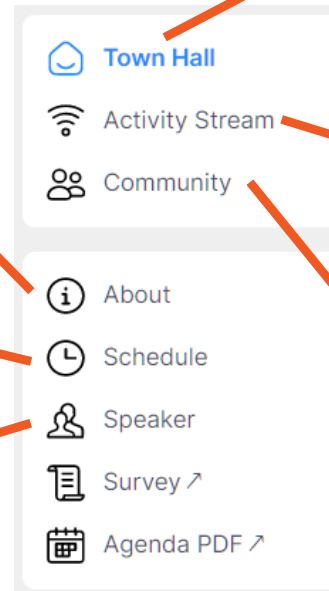 Town Hall
Activity Stream
Community
About
Schedule
Speaker
Survey ↗
Agenda PDF ↗